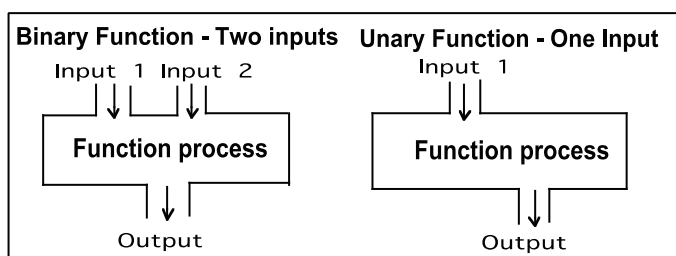 Binary Function - Two inputs
Input 1 Input 2
Function process
Output
Unary Function - One Input
Input 1
Function process
Output